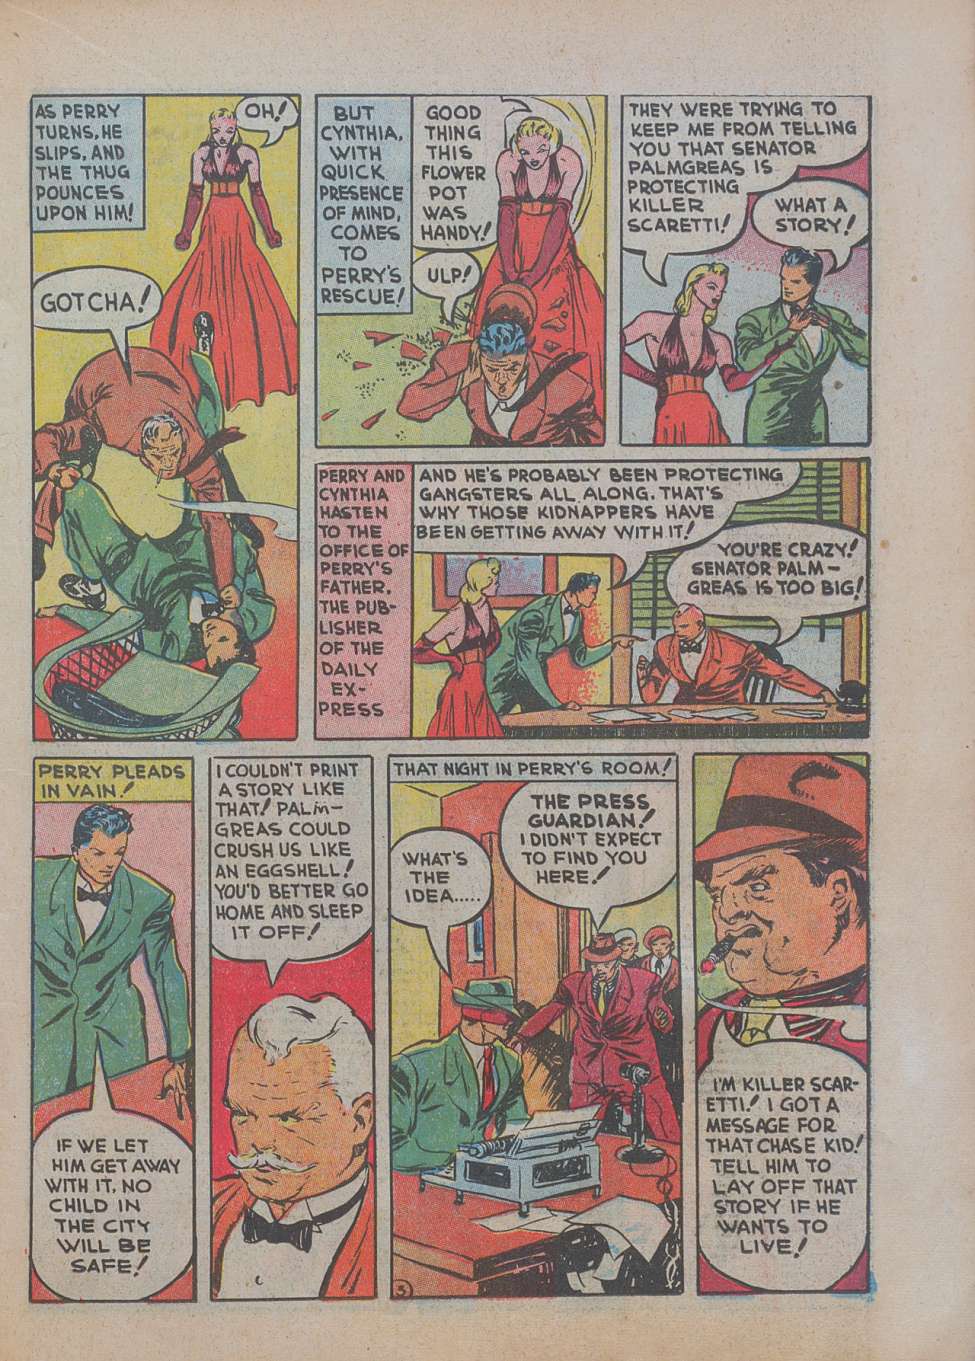 AS PERRY
TURNS, HE
SLIPS, AND
THE THUG
POUNCES
UPON HIM!
OH!
GOTCHA!
BUT
CYNTHIA,
WITH
QUICK
PRESENCE
OF MIND,
COMES
TO
PERRY'S
RESCUE!
GOOD
THING
THIS
FLOWER
POT
WAS
HANDY!
ULP!
THEY WERE TRYING TO
KEEP ME FROM TELLING
YOU THAT SENATOR
PALMGREAS IS
PROTECTING
KILLER
SCARETTI!
WHAT A
STORY!
PERRY AND
CYNTHIA
HASTEN
TO THE
OFFICE OF
PERRY'S
FATHER,
THE PUB-
LISHER
OF THE
DAILY
EX-
PRESS
AND HE'S PROBABLY BEEN PROTECTING
GANGSTERS ALL ALONG. THAT'S
WHY THOSE KIDNAPPERS HAVE
BEEN GETTING AWAY WITH IT!
YOU'RE CRAZY!
SENATOR PALM-
GREAS IS TOO BIG!
PERRY PLEADS
IN VAIN!
IF WE LET
HIM GET AWAY
WITH IT, NO
CHILD IN
THE CITY
WILL BE
SAFE!
I COULDN'T PRINT
A STORY LIKE
THAT! PALM-
GREAS COULD
CRUSH US LIKE
AN EGGSHELL!
YOU'D BETTER GO
HOME AND SLEEP
IT OFF!
THAT NIGHT IN PERRY'S ROOM!
WHAT'S
THE
IDEA.....
THE PRESS
GUARDIAN!
I DIDN'T EXPECT
TO FIND YOU
HERE!
3
I'M KILLER SCAR-
ETTI! I GOT A
MESSAGE FOR
THAT CHASE KID!
TELL HIM TO
LAY OFF THAT
STORY IF HE
WANTS TO
LIVE!